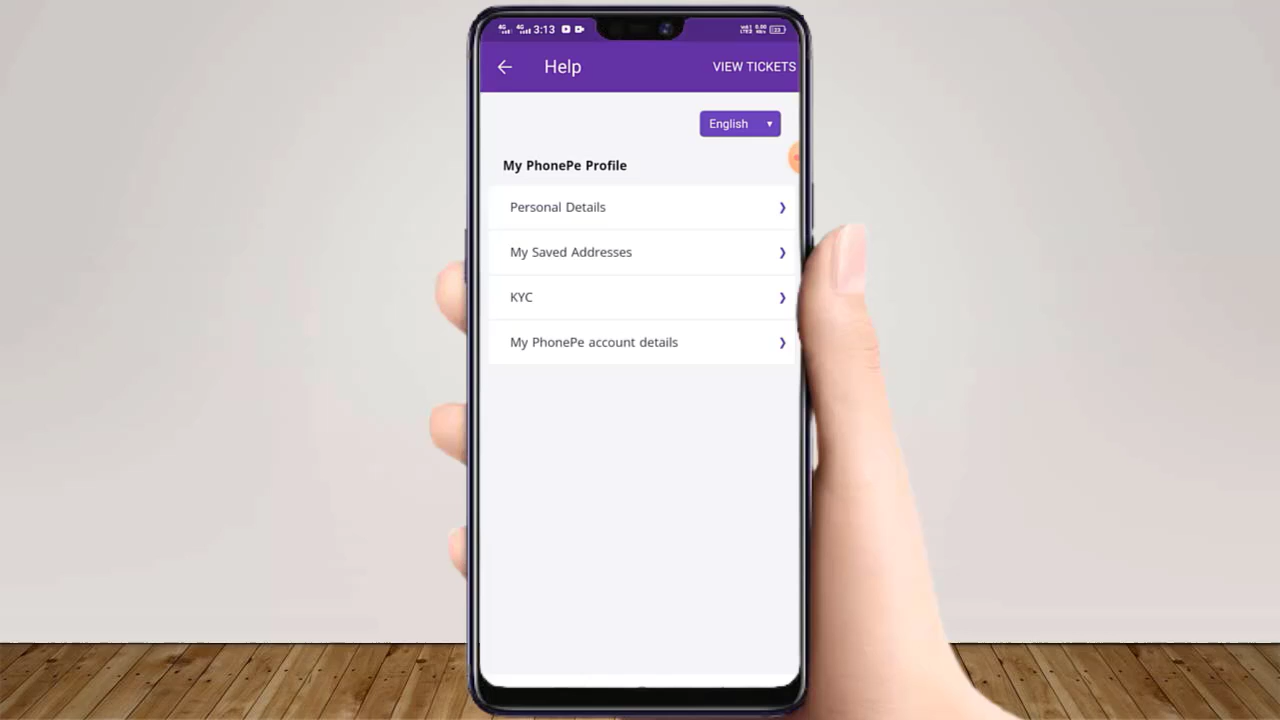 3:13
Help
VIEW TICKETS
English
My PhonePe Profile
Personal Details
My Saved Addresses
KYC
My PhonePe account details